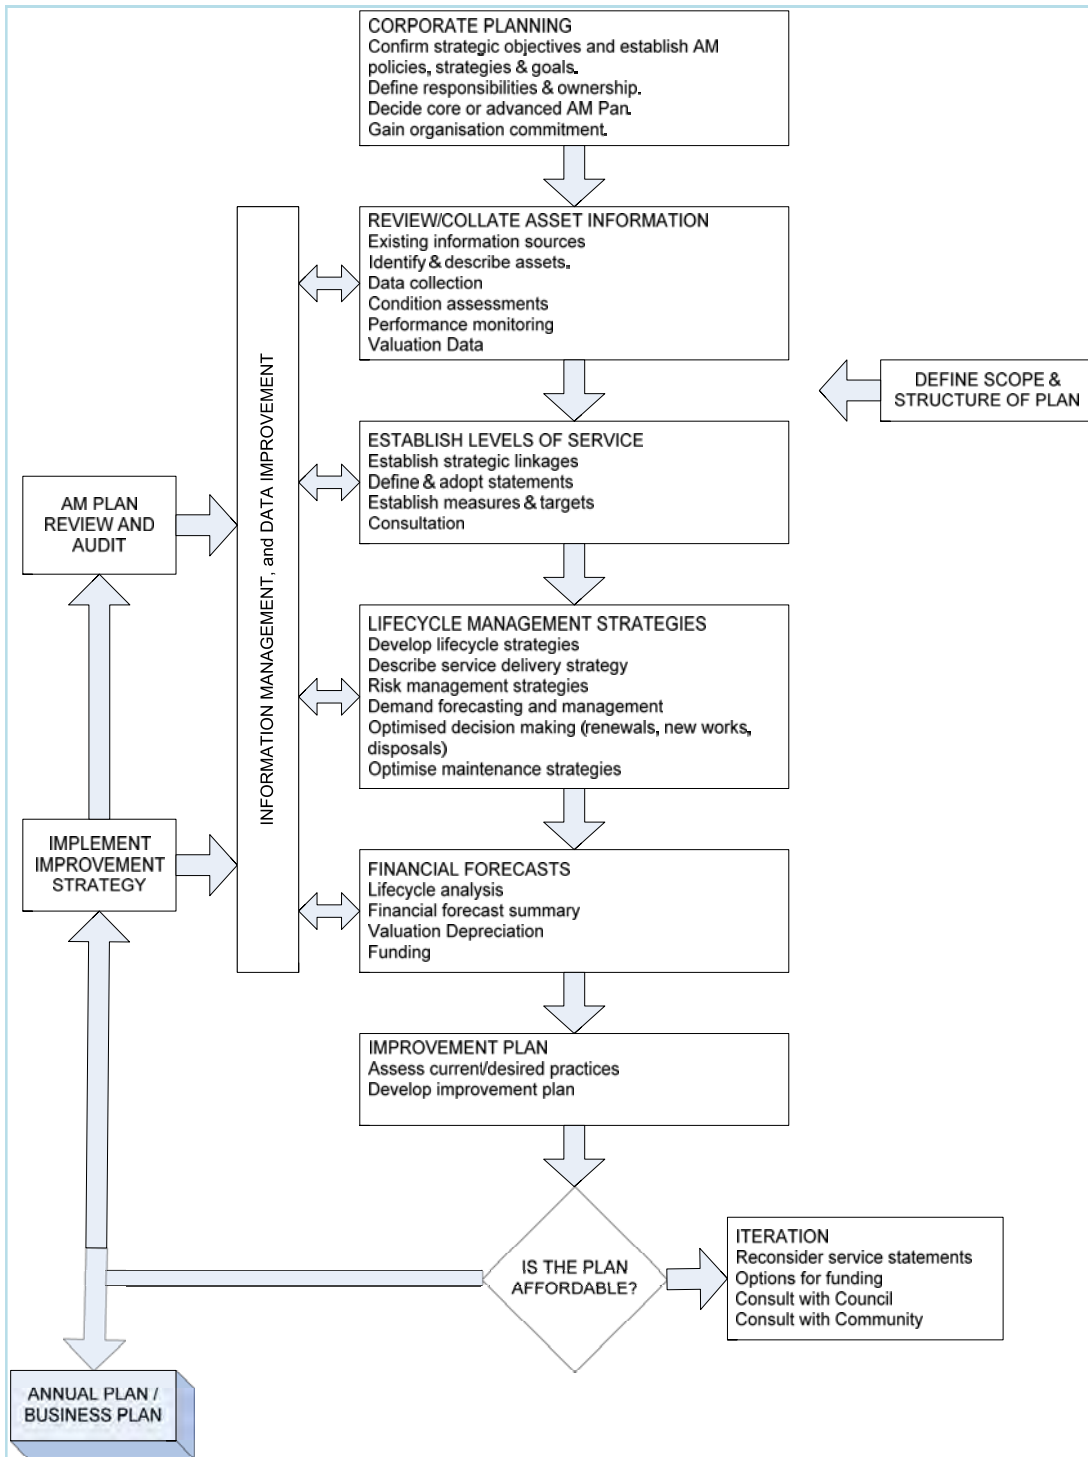 CORPORATE PLANNING
Confirm strategic objectives and establish AM
policies, strategies & goals.
Define responsibilities & ownership.
Decide core or advanced AM Pan.
Gain organisation commitment.
REVIEW/COLLATE ASSET INFORMATION
Existing information sources
Identify & describe assets.
Data collection
Condition assessments
Performance monitoring
Valuation Data
DEFINE SCOPE &
STRUCTURE OF PLAN
INFORMATION MANAGEMENT, and DATA IMPROVEMENT
ESTABLISH LEVELS OF SERVICE
Establish strategic linkages
Define & adopt statements
Establish measures & targets
Consultation
AM PLAN
REVIEW AND
AUDIT
LIFECYCLE MANAGEMENT STRATEGIES
Develop lifecycle strategies
Describe service delivery strategy
Risk management strategies
Demand forecasting and management
Optimised decision making (renewals, new works,
disposals)
Optimise maintenance strategies
IMPLEMENT
IMPROVEMENT
STRATEGY
FINANCIAL FORECASTS
Lifecycle analysis
Financial forecast summary
Valuation Depreciation
Funding
IMPROVEMENT PLAN
Assess current/desired practices
Develop improvement plan
IS THE PLAN
AFFORDABLE?
ITERATION
Reconsider service statements
Options for funding
Consult with Council
Consult with Community
ANNUAL PLAN /
BUSINESS PLAN